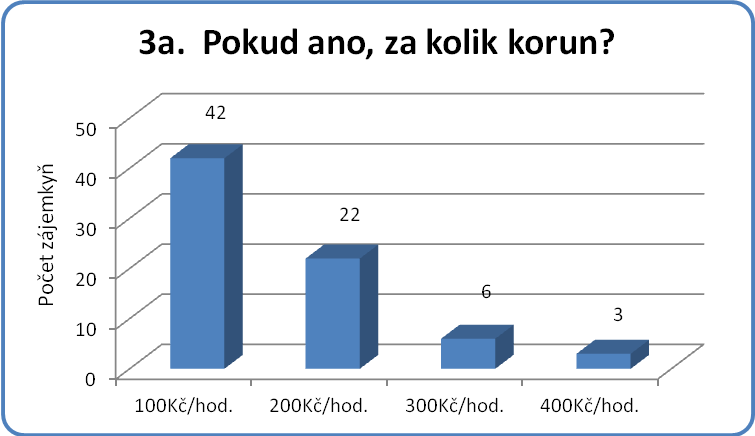 3a. Pokud ano, za kolik korun?
Počet zájemkyň
50
40
30
20
10
0
42
22
6
3
100Kč/hod.
200Kč/hod.
300Kč/hod.
400Kč/hod.